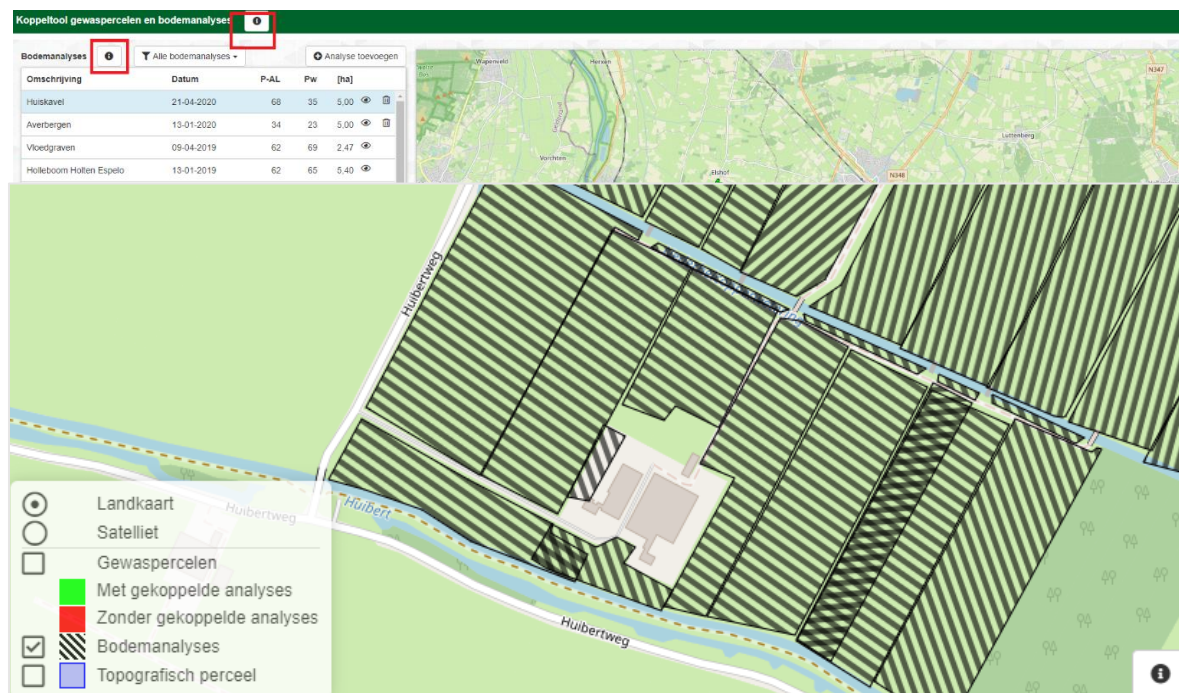 Koppeltool gewaspercelen en bodemanalyses
Bodemanalyses Alle bodemanalyses Analyse toevoegen
Omschrijving Datum P-AL Pw [ha]
Huiskavel 21-04-2020 68 35 5,00
Averbergen 13-01-2020 34 23 5,00
Vloedgraven 09-04-2019 62 69 2,47
Holleboom Holten Espelo 13-01-2019 62 65 5,40
Wapenveld
Herxen
N347
Vorchten
Elshof
Luttenberg
N348
Huibertweg
Huibert
Huibertweg
Huibertweg
Landkaart
Satelliet
Gewaspercelen
Met gekoppelde analyses
Zonder gekoppelde analyses
Bodemanalyses
Topografisch perceel